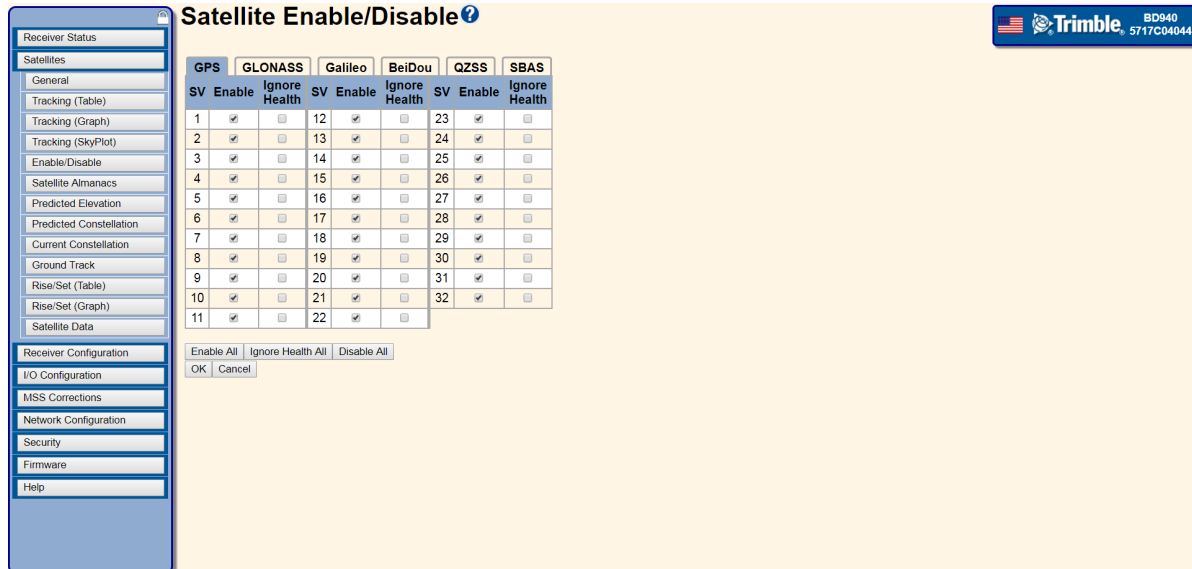 Satellite Enable/Disable
Trimble® BD940
5717C04044
Receiver Status
Satellites
General
Tracking (Table)
Tracking (Graph)
Tracking (SkyPlot)
Enable/Disable
Satellite Almanacs
Predicted Elevation
Predicted Constellation
Current Constellation
Ground Track
Rise/Set (Table)
Rise/Set (Graph)
Satellite Data
Receiver Configuration
I/O Configuration
MSS Corrections
Network Configuration
Security
Firmware
Help
GPS GLONASS Galileo BeiDou QZSS SBAS
SV Enable Ignore Health SV Enable Ignore Health SV Enable Ignore Health
1 12 23
2 13 24
3 14 25
4 15 26
5 16 27
6 17 28
7 18 29
8 19 30
9 20 31
10 21 32
11 22
Enable All Ignore Health All Disable All
OK Cancel